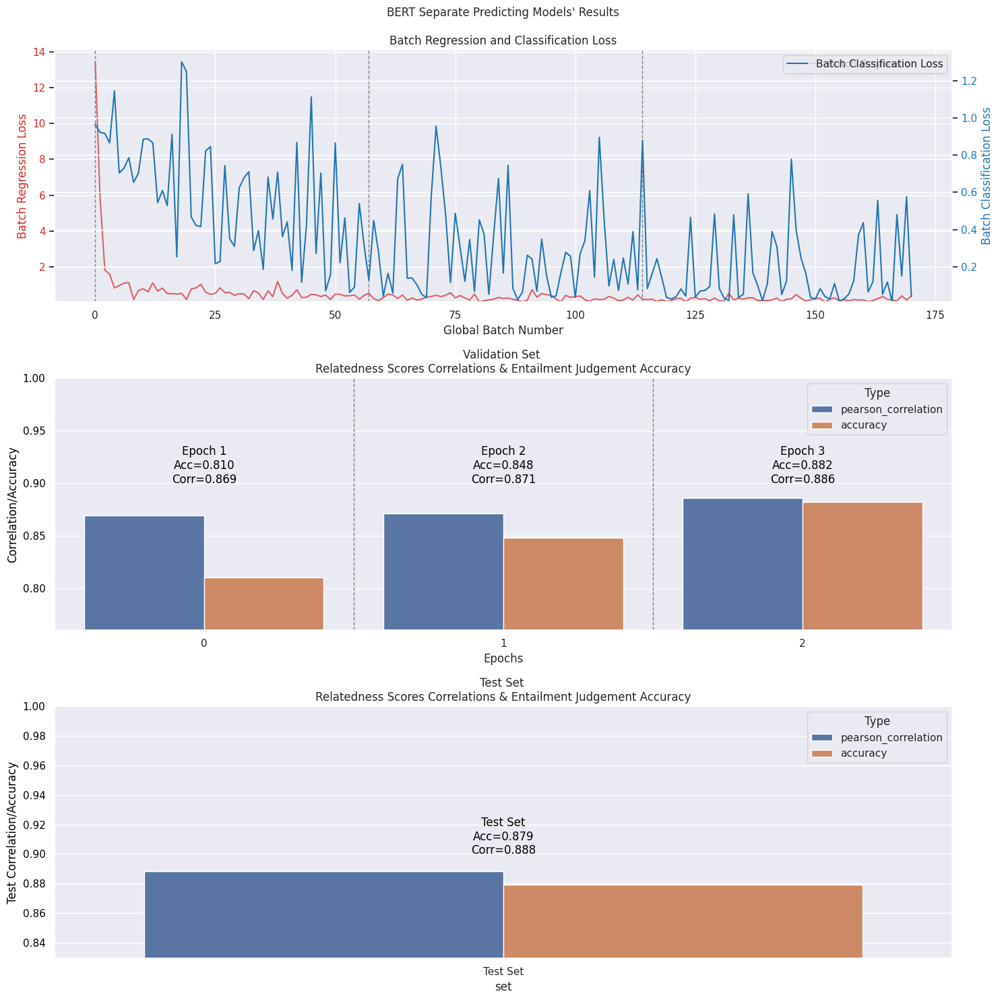 BERT Separate Predicting Models' Results
Batch Regression and Classification Loss
14
12
10
8
6
4
2
Batch Regression Loss
Batch Classification Loss
1.2
1.0
0.8
0.6
0.4
0.2
Batch Classification Loss
0 25 50 75 100 125 150 175
Global Batch Number
Validation Set
Relatedness Scores Correlations & Entailment Judgement Accuracy
1.00
0.95
0.90
0.85
0.80
Correlation/Accuracy
Type
pearson_correlation
accuracy
Epoch 1
Acc=0.810
Corr=0.869
Epoch 2
Acc=0.848
Corr=0.871
Epoch 3
Acc=0.882
Corr=0.886
0 1 2
Epochs
Test Set
Relatedness Scores Correlations & Entailment Judgement Accuracy
1.00
0.98
0.96
0.94
0.92
0.90
0.88
0.86
0.84
Test Correlation/Accuracy
Type
pearson_correlation
accuracy
Test Set
Acc=0.879
Corr=0.888
Test Set
set